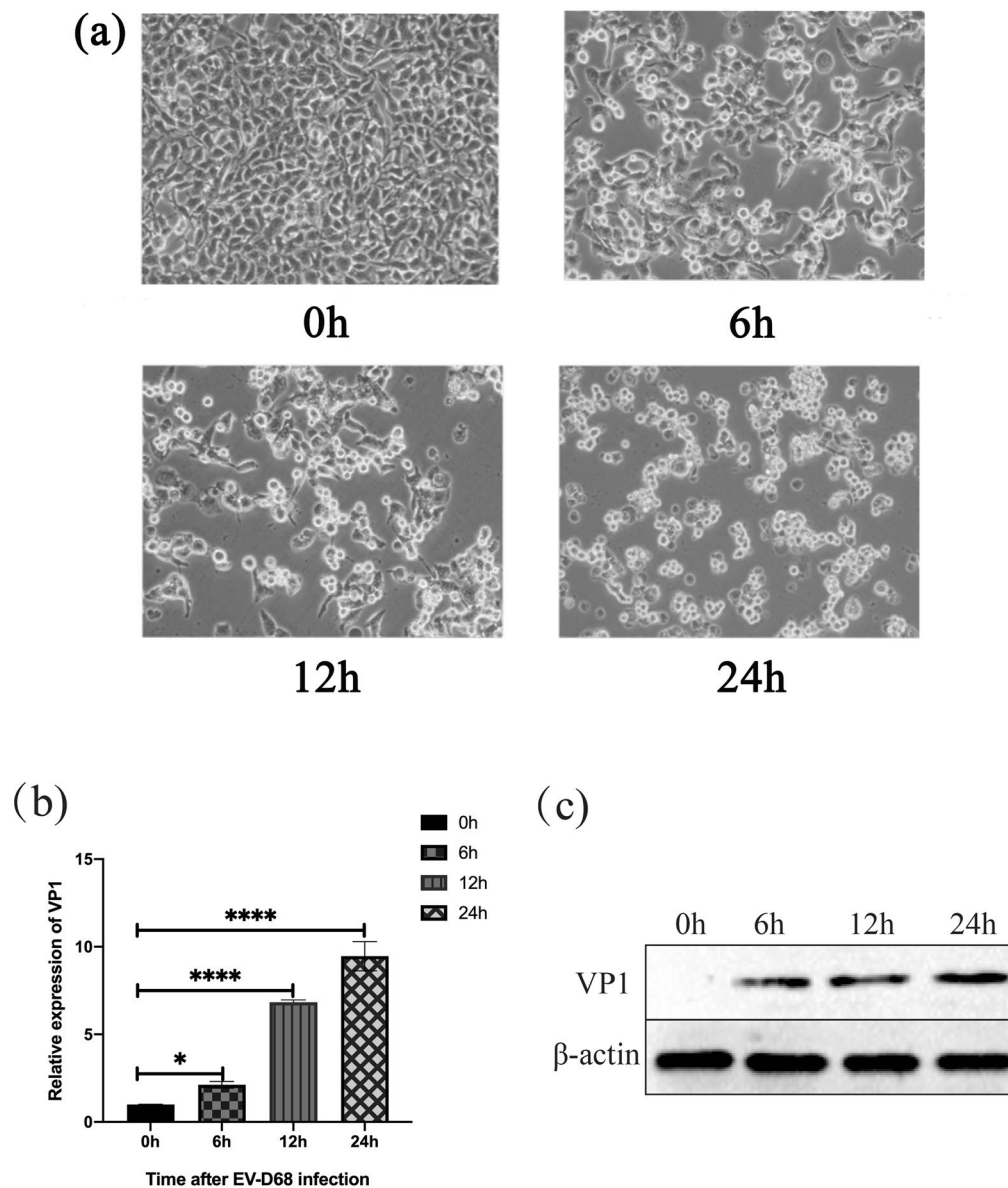 (a)
0h
6h
12h
24h
(b)
0h
6h
12h
24h
15
10
5
0
Relative expression of VP1
****
****
*
0h
6h
12h
24h
Time after EV-D68 infection
(c)
0h
6h
12h
24h
VP1
β-actin